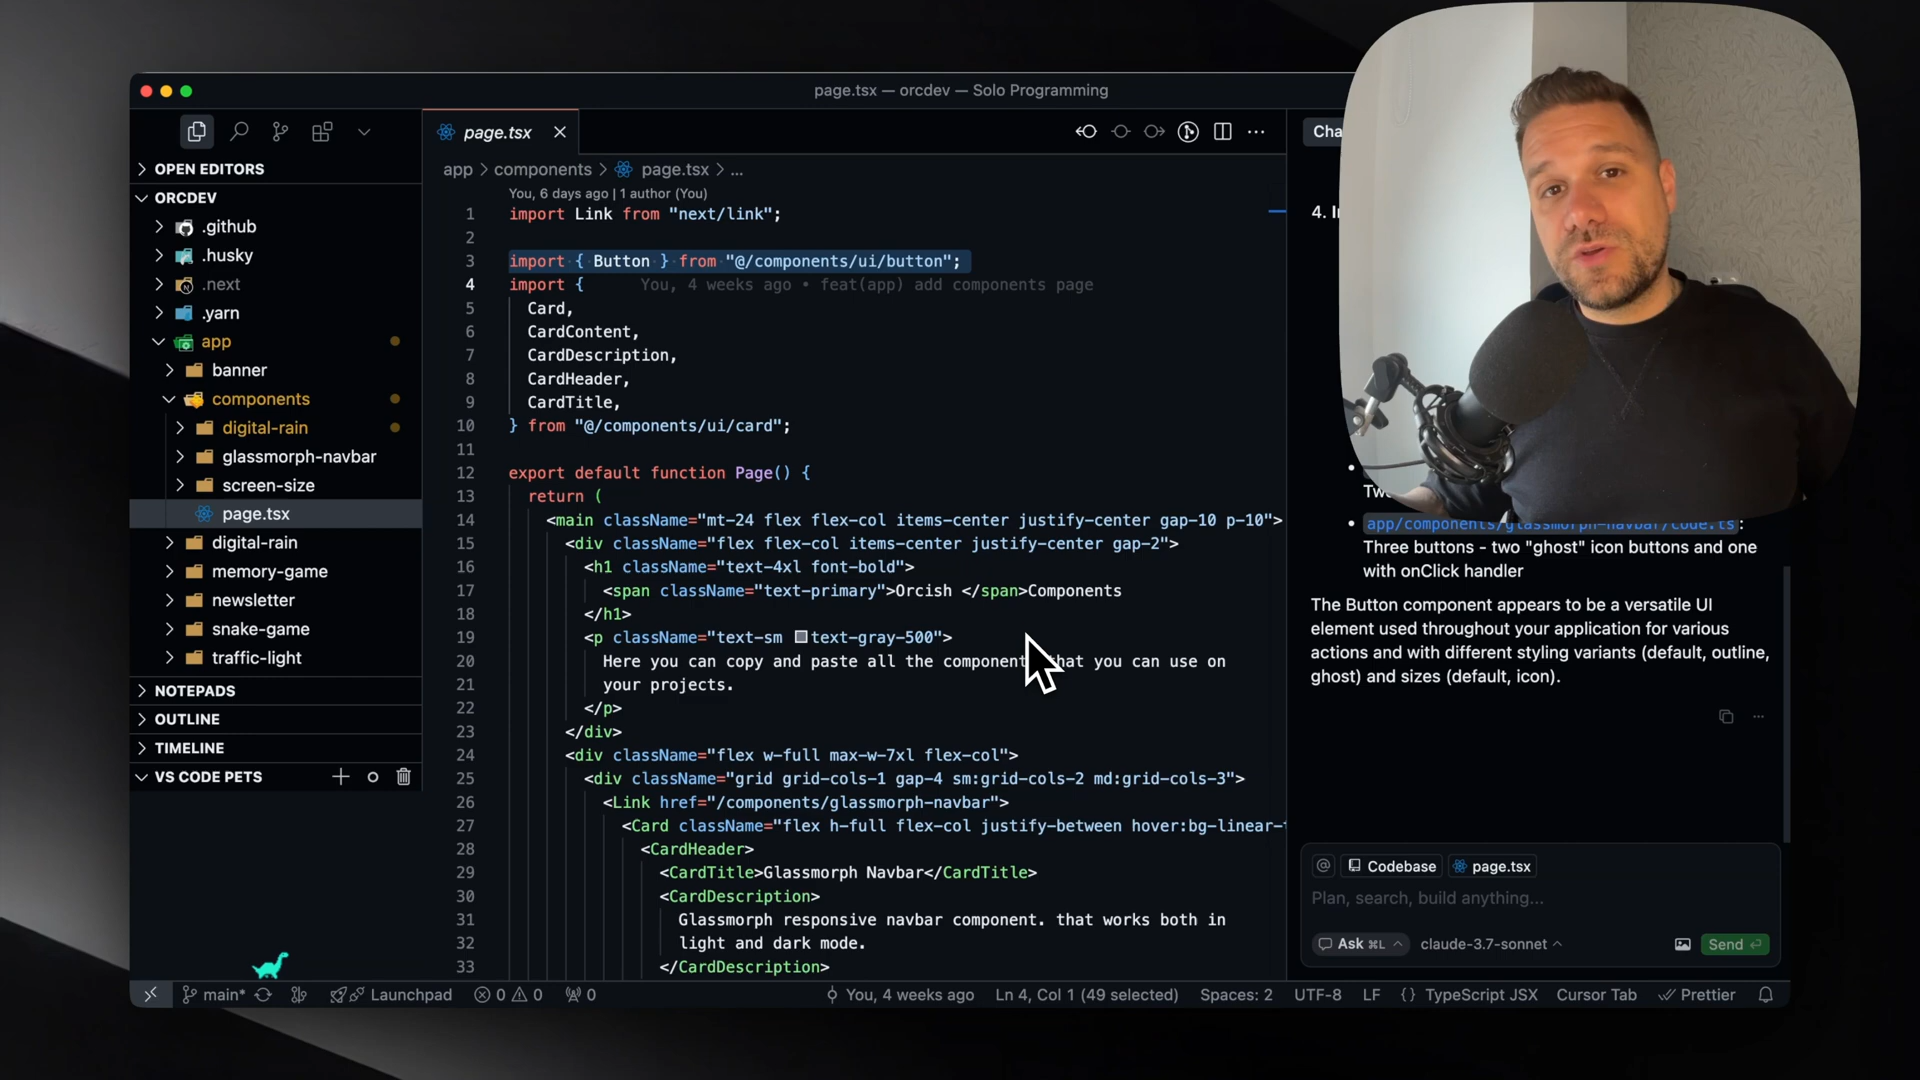 page.tsx — orcdev — Solo Programming
page.tsx
Cha
OPEN EDITORS
ORCDEV
.github
.husky
.next
.yarn
app
banner
components
digital-rain
glassmorph-navbar
screen-size
page.tsx
digital-rain
memory-game
newsletter
snake-game
traffic-light
NOTEPADS
OUTLINE
TIMELINE
VS CODE PETS
app > components > page.tsx > ...
You, 6 days ago | 1 author (You)
1 import Link from "next/link";
2
3 import { Button } from "@/components/ui/button";
4 import { You, 4 weeks ago • feat(app) add components page
5 Card,
6 CardContent,
7 CardDescription,
8 CardHeader,
9 CardTitle,
10 } from "@/components/ui/card";
11
12 export default function Page() {
13 return (
14 <main className="mt-24 flex flex-col items-center justify-center gap-10 p-10">
15 <div className="flex flex-col items-center justify-center gap-2">
16 <h1 className="text-4xl font-bold">
17 <span className="text-primary">Orcish </span>Components
18 </h1>
19 <p className="text-sm text-gray-500">
20 Here you can copy and paste all the component that you can use on
21 your projects.
22 </p>
23 </div>
24 <div className="flex w-full max-w-7xl flex-col">
25 <div className="grid grid-cols-1 gap-4 sm:grid-cols-2 md:grid-cols-3">
26 <Link href="/components/glassmorph-navbar">
27 <Card className="flex h-full flex-col justify-between hover:bg-linear-
28 <CardHeader>
29 <CardTitle>Glassmorph Navbar</CardTitle>
30 <CardDescription>
31 Glassmorph responsive navbar component. that works both in
32 light and dark mode.
33 </CardDescription>
4. I
Tw
app/components/glassmorph-navbar/code.ts:
Three buttons - two "ghost" icon buttons and one
with onClick handler
The Button component appears to be a versatile UI
element used throughout your application for various
actions and with different styling variants (default, outline,
ghost) and sizes (default, icon).
@ Codebase page.tsx
Plan, search, build anything...
Ask ⌘L claude-3.7-sonnet Send
main* Launchpad 0 0 0 You, 4 weeks ago Ln 4, Col 1 (49 selected) Spaces: 2 UTF-8 LF {} TypeScript JSX Cursor Tab Prettier